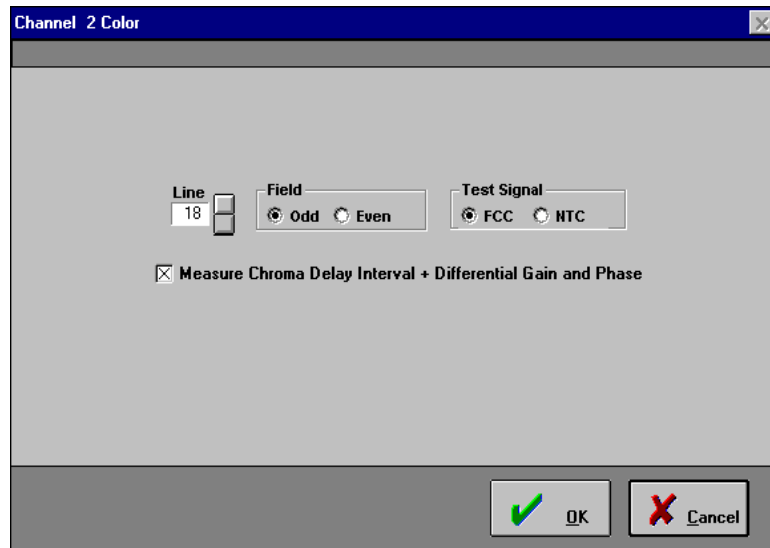 Channel 2 Color
Line
18
Field
Odd Even
Test Signal
FCC NTC
Measure Chroma Delay Interval + Differential Gain and Phase
OK
Cancel